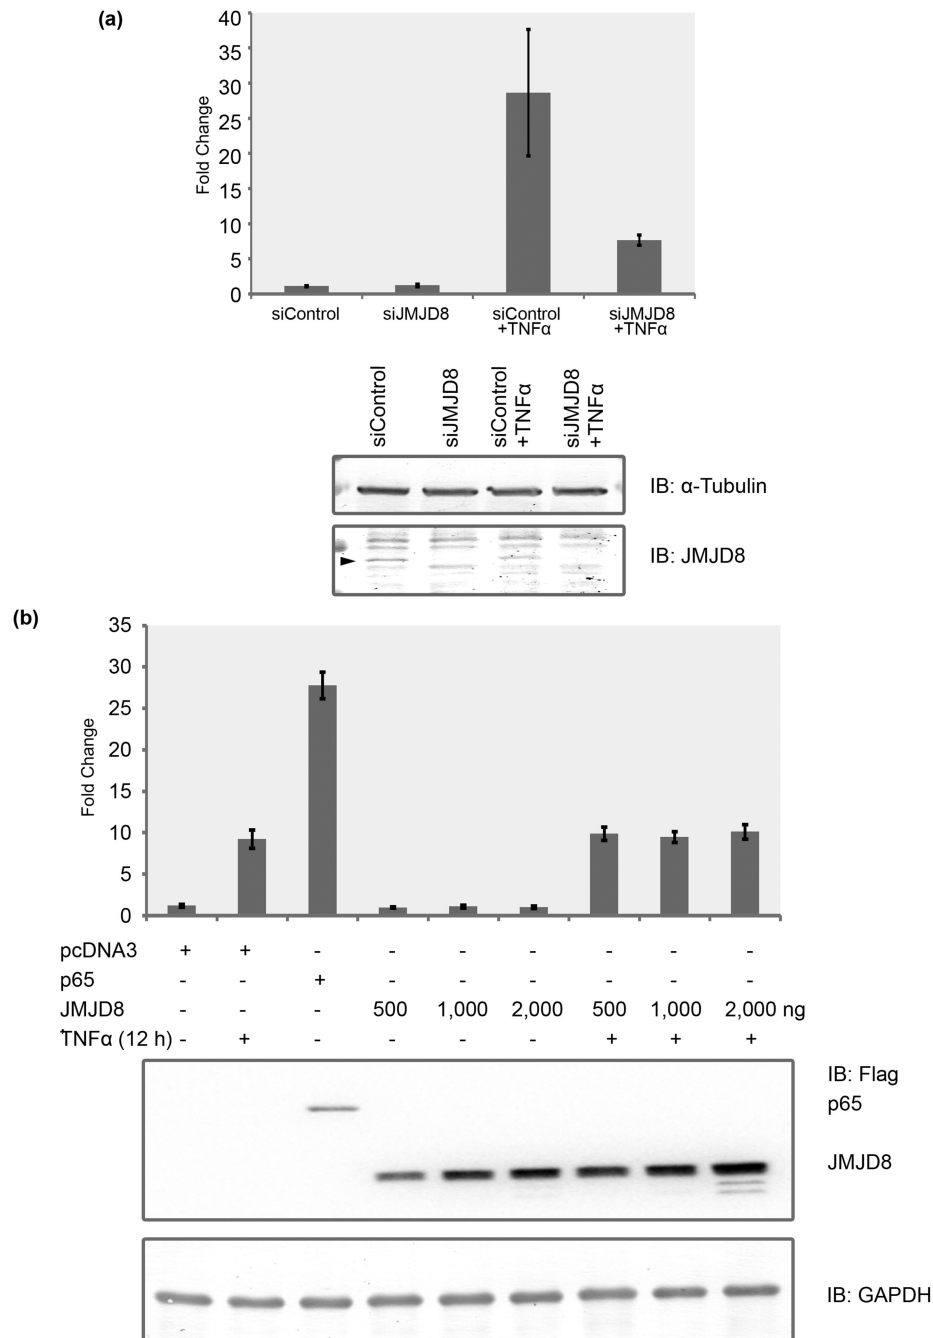 (a)
40
35
30
25
20
15
10
5
0
Fold Change
siControl
siJMJD8
siControl
+TNFα
siJMJD8
+TNFα
siControl
siJMJD8
siControl
+TNFα
siJMJD8
+TNFα
IB: α-Tubulin
IB: JMJD8
(b)
35
30
25
20
15
10
5
0
Fold Change
pcDNA3 + + - - - - - - -
p65 - - + - - - - - -
JMJD8 - - - 500 1,000 2,000 500 1,000 2,000 ng
TNFα (12 h) - + - - - - + + +
IB: Flag
p65
JMJD8
IB: GAPDH